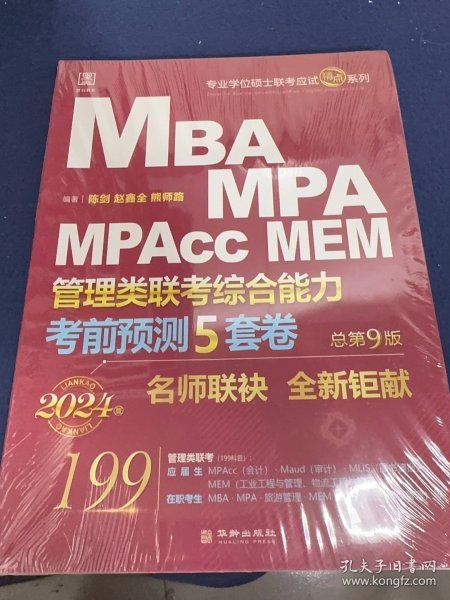 专业学位硕士联考应试精点系列
MBA
MPA
编著 陈剑 赵鑫全 熊师路
MPAcc MEM
管理类联考综合能力
考前预测5套卷
总第9版
LIANKAO
2024版
LIANKAO
名师联袂 全新钜献
199
管理类联考(199科目):
应届生 MPAcc(会计)·Maud(审计)·MLIS
MEM(工业工程与管理、物流工程
在职考生 MBA·MPA·旅游管理·MEM
华龄出版社
HUALING PRESS
孔夫子旧书网
www.kongfz.com